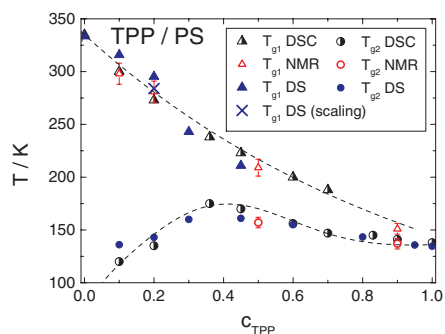 TPP / PS
T_g1 DSC
T_g2 DSC
T_g1 NMR
T_g2 NMR
T_g1 DS
T_g2 DS
T_g1 DS (scaling)
T / K
350
300
250
200
150
100
0.0 0.2 0.4 0.6 0.8 1.0
c_TPP